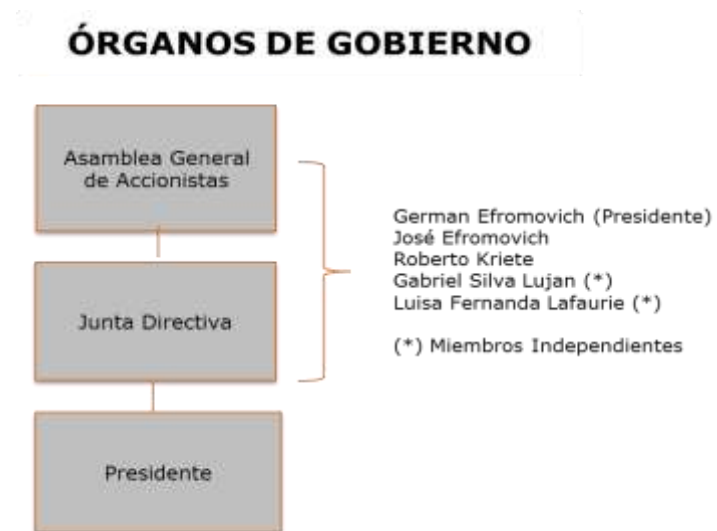 ÓRGANOS DE GOBIERNO
Asamblea General
de Accionistas
Junta Directiva
Presidente
German Efromovich (Presidente)
José Efromovich
Roberto Kriete
Gabriel Silva Lujan (*)
Luisa Fernanda Lafaurie (*)
(*) Miembros Independientes